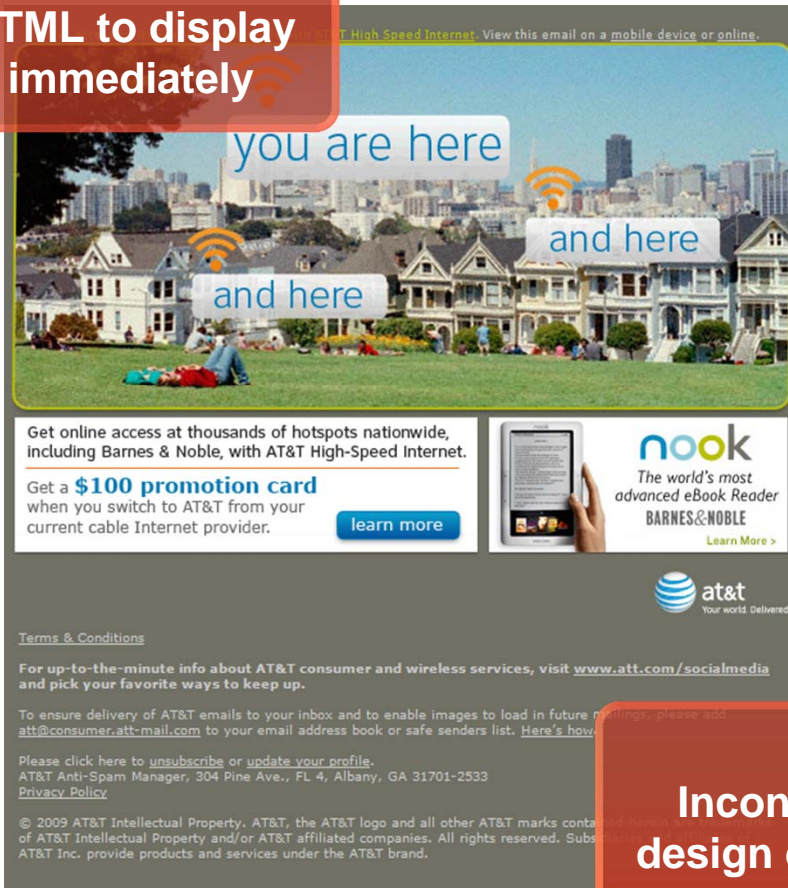 TML to display
immediately
T High Speed Internet. View this email on a mobile device or online.
you are here
and here
and here
Get online access at thousands of hotspots nationwide,
including Barnes & Noble, with AT&T High-Speed Internet.
Get a $100 promotion card
when you switch to AT&T from your
current cable Internet provider.
learn more
nook
nook
The world's most
advanced eBook Reader
BARNES&NOBLE
Learn More >
at&t
Your world. Delivered
Terms & Conditions
For up-to-the-minute info about AT&T consumer and wireless services, visit www.att.com/socialmedia
and pick your favorite ways to keep up.
To ensure delivery of AT&T emails to your inbox and to enable images to load in future mailings, please add
att@consumer.att-mail.com to your email address book or safe senders list. Here's how.
Please click here to unsubscribe or update your profile.
AT&T Anti-Spam Manager, 304 Pine Ave., FL 4, Albany, GA 31701-2533
Privacy Policy
© 2009 AT&T Intellectual Property. AT&T, the AT&T logo and all other AT&T marks contained herein are trademarks
of AT&T Intellectual Property and/or AT&T affiliated companies. All rights reserved. Subs
AT&T Inc. provide products and services under the AT&T brand.
Incon
design